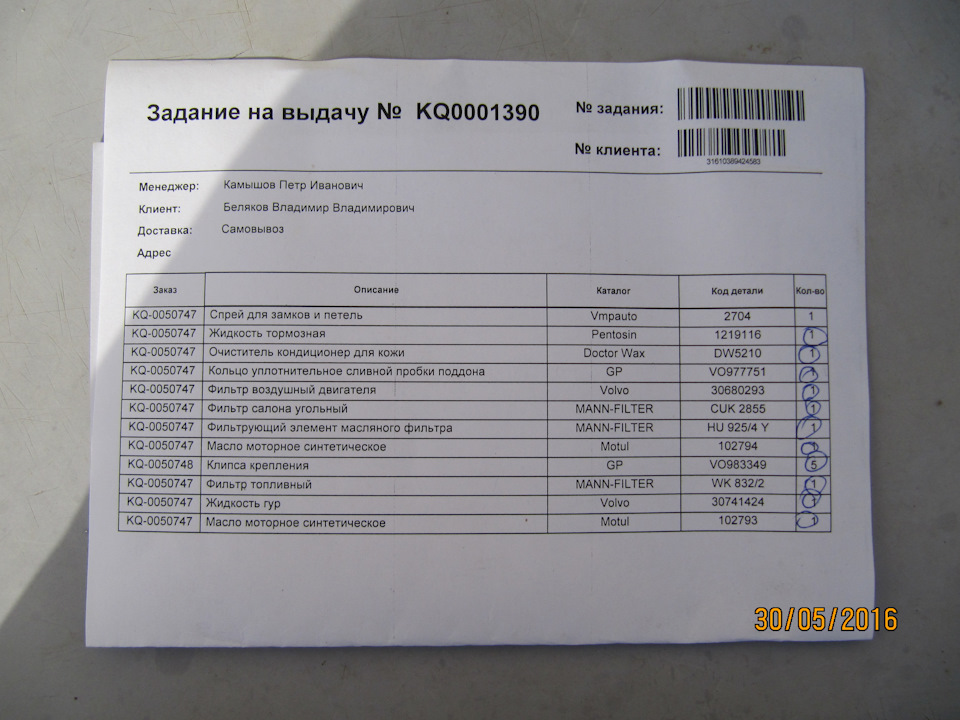 Задание на выдачу № KQ0001390
№ задания:
№ клиента:
31610389424583
Менеджер: Камышов Петр Иванович
Клиент: Беляков Владимир Владимирович
Доставка: Самовывоз
Адрес
Заказ Описание Каталог Код детали Кол-во
KQ-0050747 Спрей для замков и петель Vmpauto 2704 1
KQ-0050747 Жидкость тормозная Pentosin 1219116 1
KQ-0050747 Очиститель кондиционер для кожи Doctor Wax DW5210 1
KQ-0050747 Кольцо уплотнительное сливной пробки поддона GP VO977751 1
KQ-0050747 Фильтр воздушный двигателя Volvo 30680293 1
KQ-0050747 Фильтр салона угольный MANN-FILTER CUK 2855 1
KQ-0050747 Фильтрующий элемент масляного фильтра MANN-FILTER HU 925/4 Y 1
KQ-0050747 Масло моторное синтетическое Motul 102794 1
KQ-0050748 Клипса крепления GP VO983349 5
KQ-0050747 Фильтр топливный MANN-FILTER WK 832/2 1
KQ-0050747 Жидкость гур Volvo 30741424 1
KQ-0050747 Масло моторное синтетическое Motul 102793 1
30/05/2016